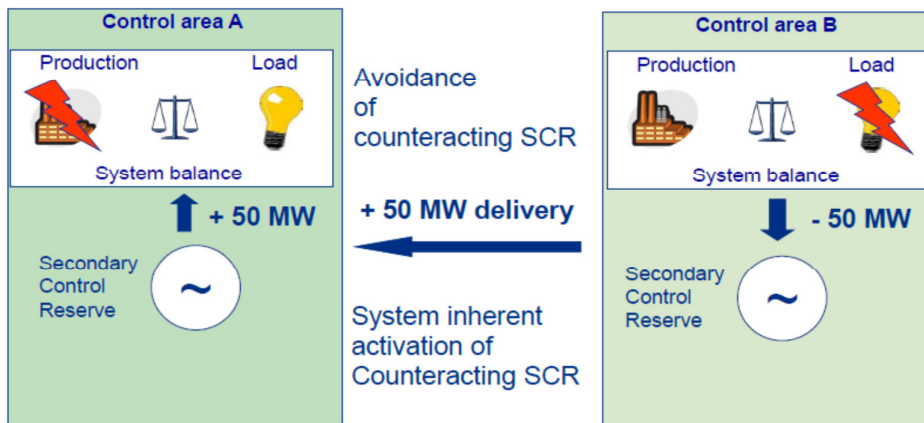 Control area A
Production
Load
System balance
+ 50 MW
Secondary
Control
Reserve
~
Avoidance
of
counteracting SCR
+ 50 MW delivery
System inherent
activation of
Counteracting SCR
Control area B
Production
Load
System balance
- 50 MW
Secondary
Control
Reserve
~